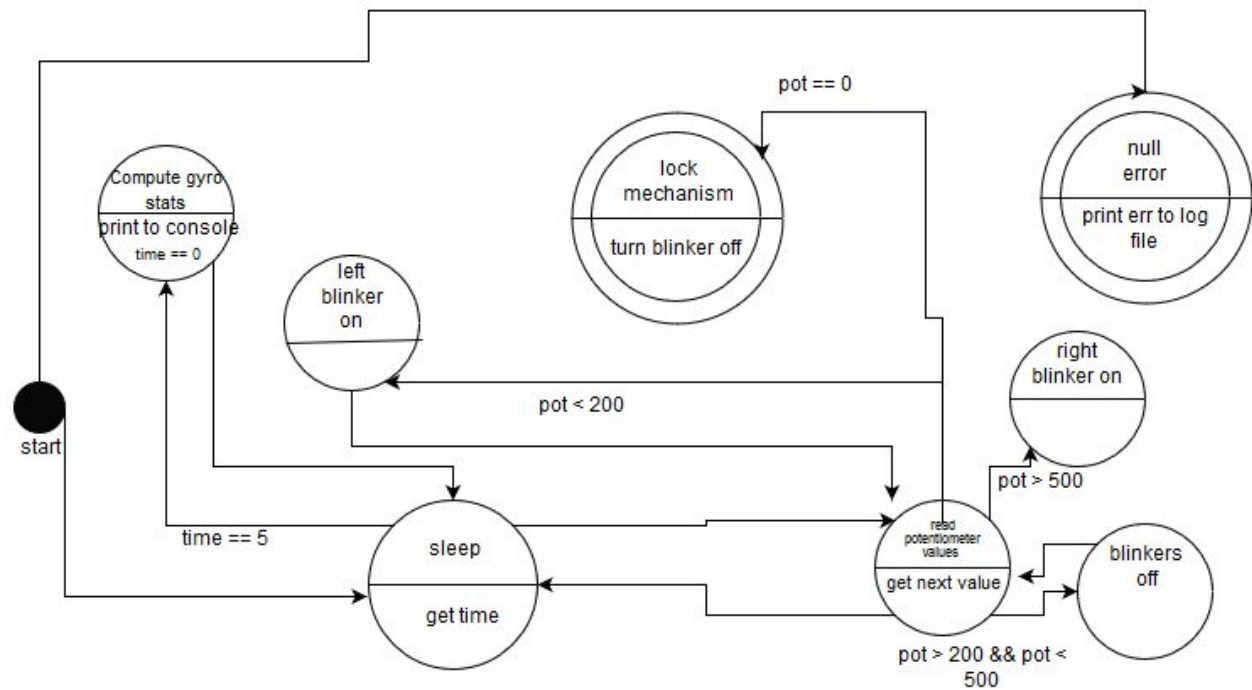 pot == 0
null
error
print err to log
file
lock
mechanism
turn blinker off
Compute gyro
stats
print to console
time == 0
left
blinker
on
right
blinker on
pot < 200
start
pot > 500
time == 5
sleep
get time
read
potentiometer
values
get next value
blinkers
off
pot > 200 && pot <
500